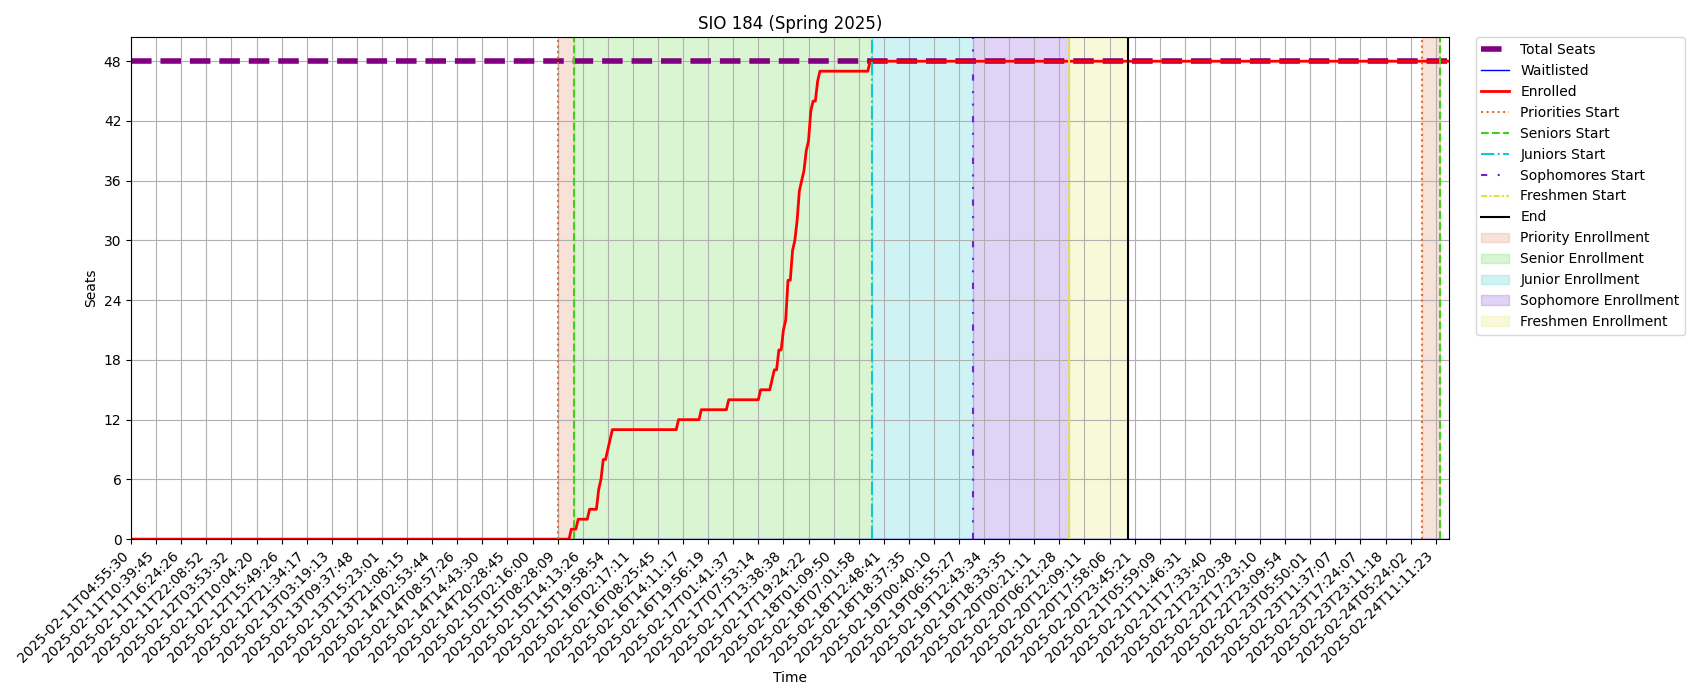 SIO 184 (Spring 2025)
48
42
36
30
24
18
12
6
0
Seats
2025-02-11T04:55:30
2025-02-11T10:39:45
2025-02-11T16:24:26
2025-02-11T22:08:52
2025-02-12T03:53:32
2025-02-12T10:04:20
2025-02-12T15:49:26
2025-02-12T21:34:17
2025-02-13T03:19:13
2025-02-13T09:37:48
2025-02-13T15:23:01
2025-02-13T21:08:15
2025-02-14T02:53:44
2025-02-14T08:57:26
2025-02-14T14:43:30
2025-02-14T20:28:45
2025-02-15T02:16:00
2025-02-15T08:28:09
2025-02-15T14:13:26
2025-02-15T19:58:54
2025-02-16T02:17:11
2025-02-16T08:25:45
2025-02-16T14:11:17
2025-02-16T19:56:19
2025-02-17T01:41:37
2025-02-17T07:53:14
2025-02-17T13:38:38
2025-02-17T19:24:22
2025-02-18T01:09:50
2025-02-18T07:01:58
2025-02-18T12:48:41
2025-02-18T18:37:35
2025-02-19T00:40:10
2025-02-19T06:55:27
2025-02-19T12:43:34
2025-02-19T18:33:35
2025-02-20T00:21:11
2025-02-20T06:21:28
2025-02-20T12:09:11
2025-02-20T17:58:06
2025-02-20T23:45:21
2025-02-21T05:59:09
2025-02-21T11:46:31
2025-02-21T17:33:40
2025-02-21T23:20:38
2025-02-22T17:23:10
2025-02-22T23:09:54
2025-02-23T05:50:01
2025-02-23T11:37:07
2025-02-23T17:24:07
2025-02-23T23:11:18
2025-02-24T05:24:02
2025-02-24T11:11:23
Time
Total Seats
Waitlisted
Enrolled
Priorities Start
Seniors Start
Juniors Start
Sophomores Start
Freshmen Start
End
Priority Enrollment
Senior Enrollment
Junior Enrollment
Sophomore Enrollment
Freshmen Enrollment